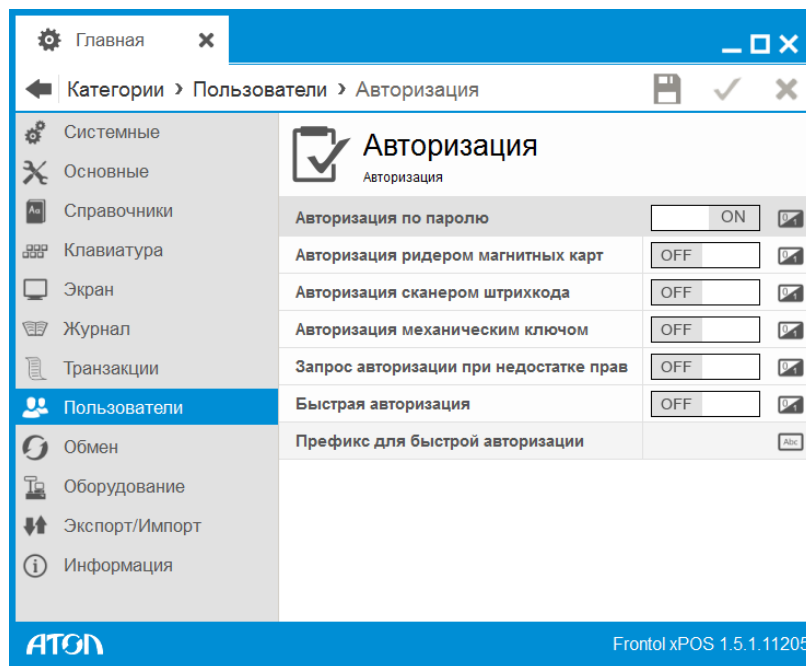 Главная
Категории › Пользователи › Авторизация
Системные
Основные
Справочники
Клавиатура
Экран
Журнал
Транзакции
Пользователи
Обмен
Оборудование
Экспорт/Импорт
Информация
Авторизация
Авторизация
Авторизация по паролю ON
Авторизация ридером магнитных карт OFF
Авторизация сканером штрихкода OFF
Авторизация механическим ключом OFF
Запрос авторизации при недостатке прав OFF
Быстрая авторизация OFF
Префикс для быстрой авторизации Abc
ATOL Frontol xPOS 1.5.1.11205